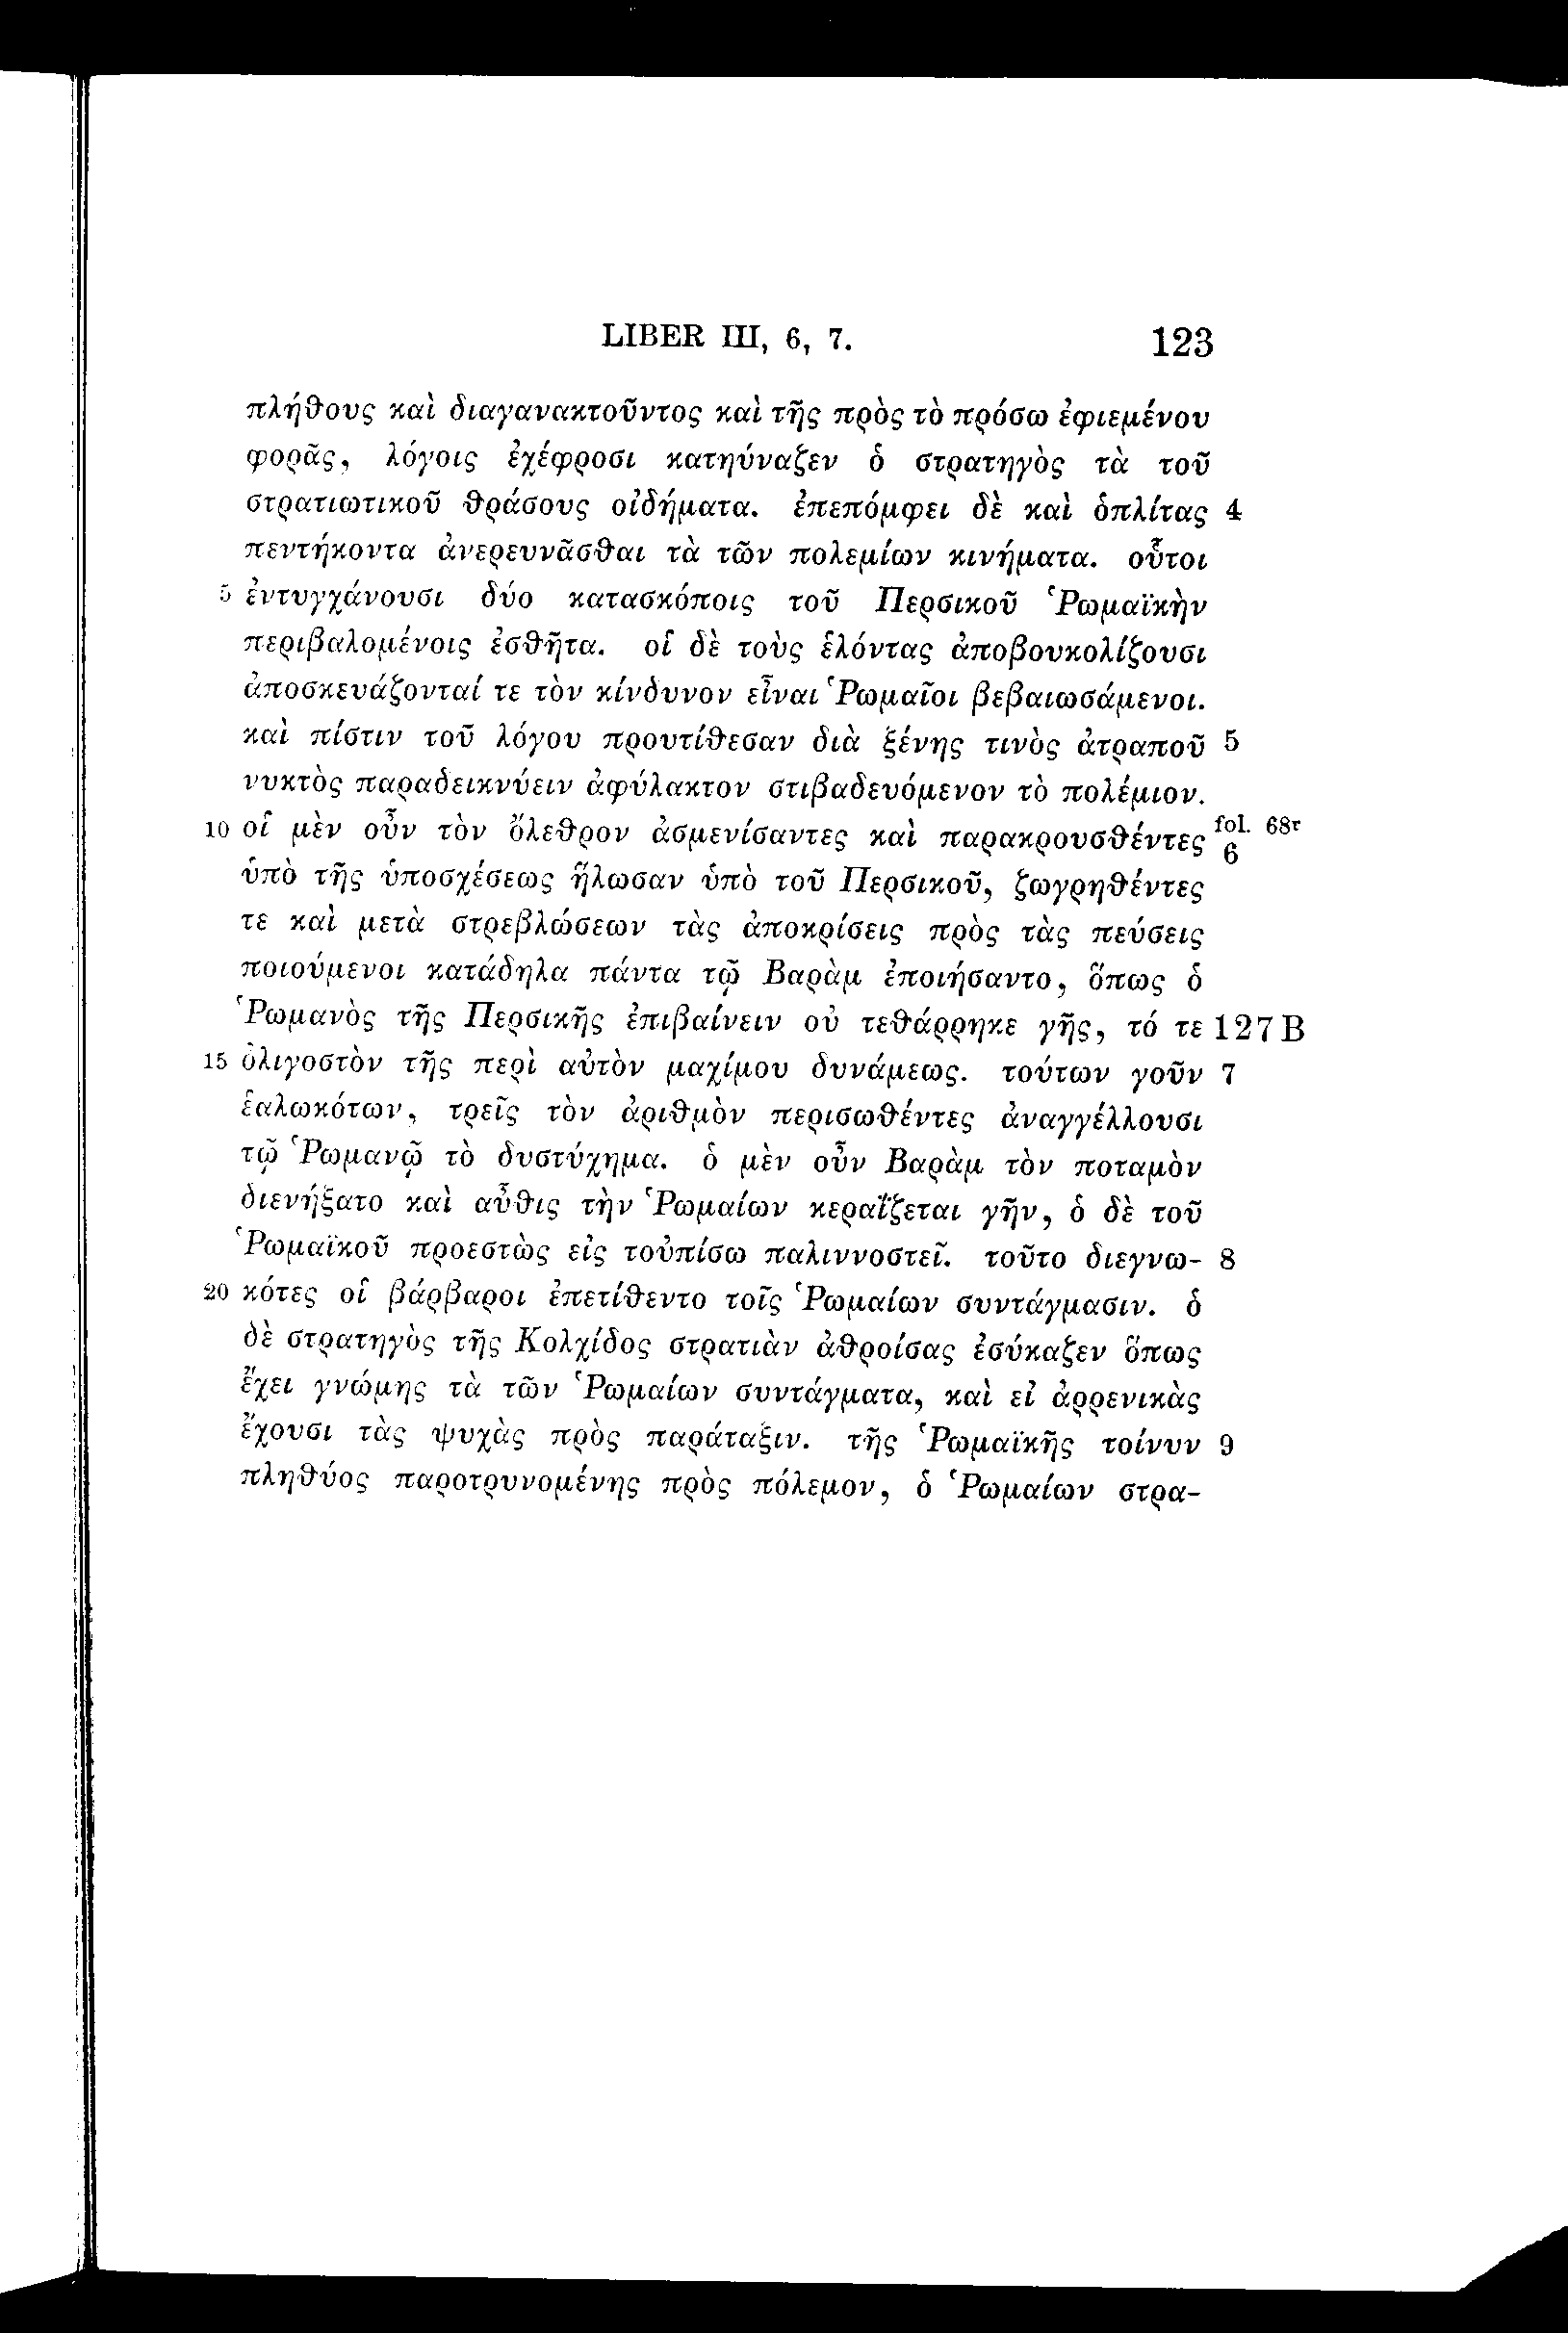 LIBER III, 6, 7. 123
πλήθους καὶ διαγανακτοῦντος καὶ τῆς πρὸς τὸ πρόσω ἐφιεμένου
φορᾶς, λόγοις ἐχέφροσι κατηύναζεν ὁ στρατηγὸς τὰ τοῦ
στρατιωτικοῦ θράσους οἰδήματα. ἐπεπόμφει δὲ καὶ ὁπλίτας 4
πεντήκοντα ἀνερευνᾶσθαι τὰ τῶν πολεμίων κινήματα. οὗτοι
5 ἐντυγχάνουσι δύο κατασκόποις τοῦ Περσικοῦ Ῥωμαϊκὴν
περιβαλομένοις ἐσθῆτα. οἱ δὲ τοὺς ἑλόντας ἀποβουκολίζουσι
ἀποσκευάζονταί τε τὸν κίνδυνον εἶναι Ῥωμαῖοι βεβαιωσάμενοι.
καὶ πίστιν τοῦ λόγου προυτίθεσαν διὰ ξένης τινὸς ἀτραποῦ 5
νυκτὸς παραδεικνύειν ἀφύλακτον στιβαδευόμενον τὸ πολέμιον.
10 οἱ μὲν οὖν τὸν ὄλεθρον ἀσμενίσαντες καὶ παρακρουσθέντες fol. 68r 6
ὑπὸ τῆς ὑποσχέσεως ἥλωσαν ὑπὸ τοῦ Περσικοῦ, ζωγρηθέντες
τε καὶ μετὰ στρεβλώσεων τὰς ἀποκρίσεις πρὸς τὰς πεύσεις
ποιούμενοι κατάδηλα πάντα τῷ Βαρὰμ ἐποιήσαντο, ὅπως ὁ
Ῥωμανὸς τῆς Περσικῆς ἐπιβαίνειν οὐ τεθάρρηκε γῆς, τό τε 127 B
15 ὀλιγοστὸν τῆς περὶ αὐτὸν μαχίμου δυνάμεως. τούτων γοῦν 7
ἑαλωκότων, τρεῖς τὸν ἀριθμὸν περισωθέντες ἀναγγέλλουσι
τῷ Ῥωμανῷ τὸ δυστύχημα. ὁ μὲν οὖν Βαρὰμ τὸν ποταμὸν
διενήξατο καὶ αὖθις τὴν Ῥωμαίων κεραΐζεται γῆν, ὁ δὲ τοῦ
Ῥωμαϊκοῦ προεστὼς εἰς τοὐπίσω παλιννοστεῖ. τοῦτο διεγνω- 8
20 κότες οἱ βάρβαροι ἐπετίθεντο τοῖς Ῥωμαίων συντάγμασιν. ὁ
δὲ στρατηγὸς τῆς Κολχίδος στρατιὰν ἀθροίσας ἐσύκαζεν ὅπως
ἔχει γνώμης τὰ τῶν Ῥωμαίων συντάγματα, καὶ εἰ ἀρρενικὰς
ἔχουσι τὰς ψυχὰς πρὸς παράταξιν. τῆς Ῥωμαϊκῆς τοίνυν 9
πληθύος παροτρυνομένης πρὸς πόλεμον, ὁ Ῥωμαίων στρα-